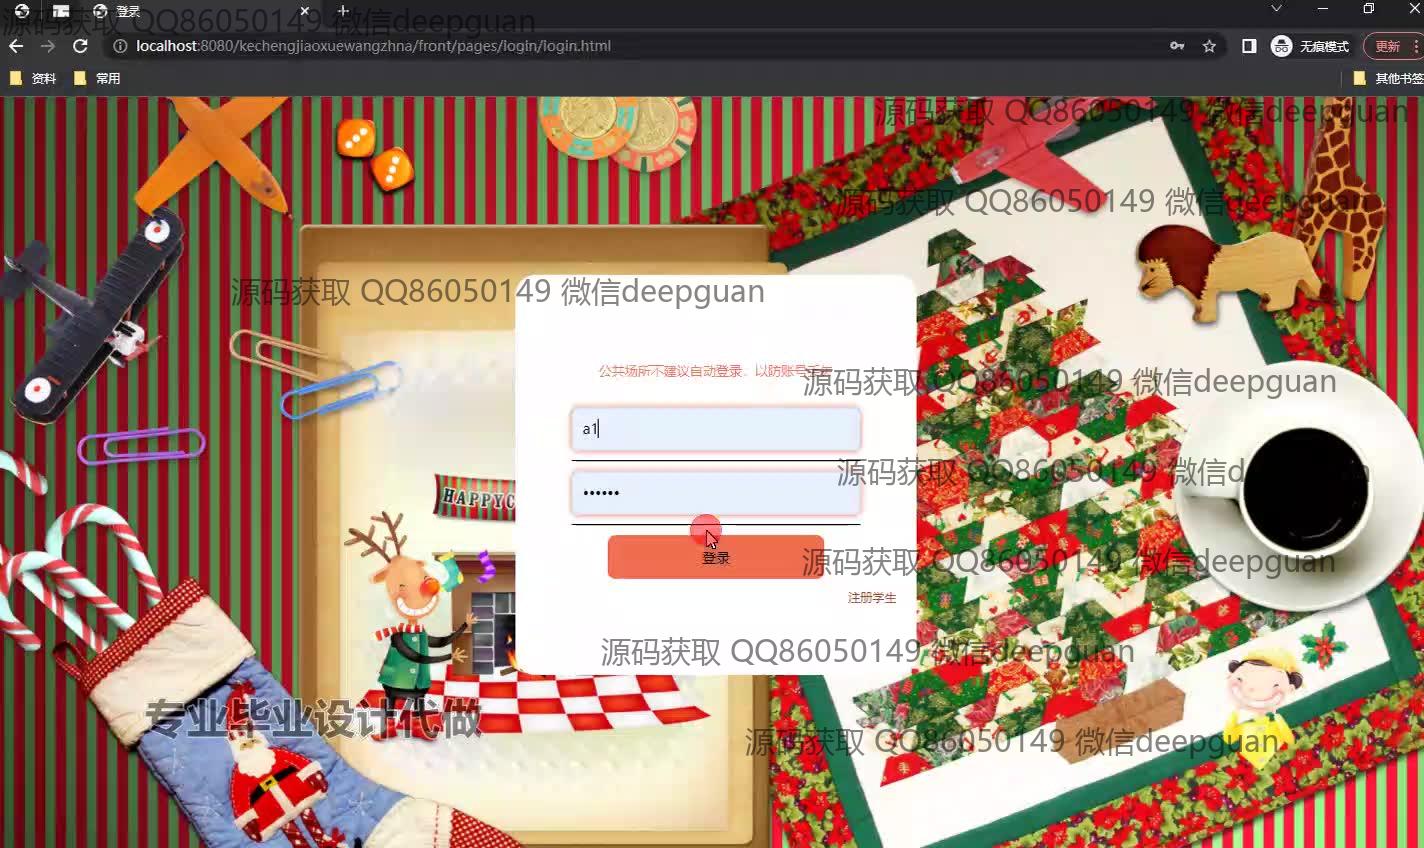 登录
源码获取 QQ86050149 微信deepguan
localhost:8080/kechengjiaoxuewangzhna/front/pages/login/login.html
无痕模式
更新
资料
常用
其他书签
源码获取 QQ86050149 微信deepguan
源码获取 QQ86050149 微信deepguan
源码获取 QQ86050149 微信deepguan
公共场所不建议自动登录，以防账号丢失
源码获取 QQ86050149 微信deepguan
a1
••••••
源码获取 QQ86050149 微信deepguan
HAPPYC
登录
源码获取 QQ86050149 微信deepguan
注册学生
源码获取 QQ86050149 微信deepguan
专业毕业设计代做
源码获取 QQ86050149 微信deepguan